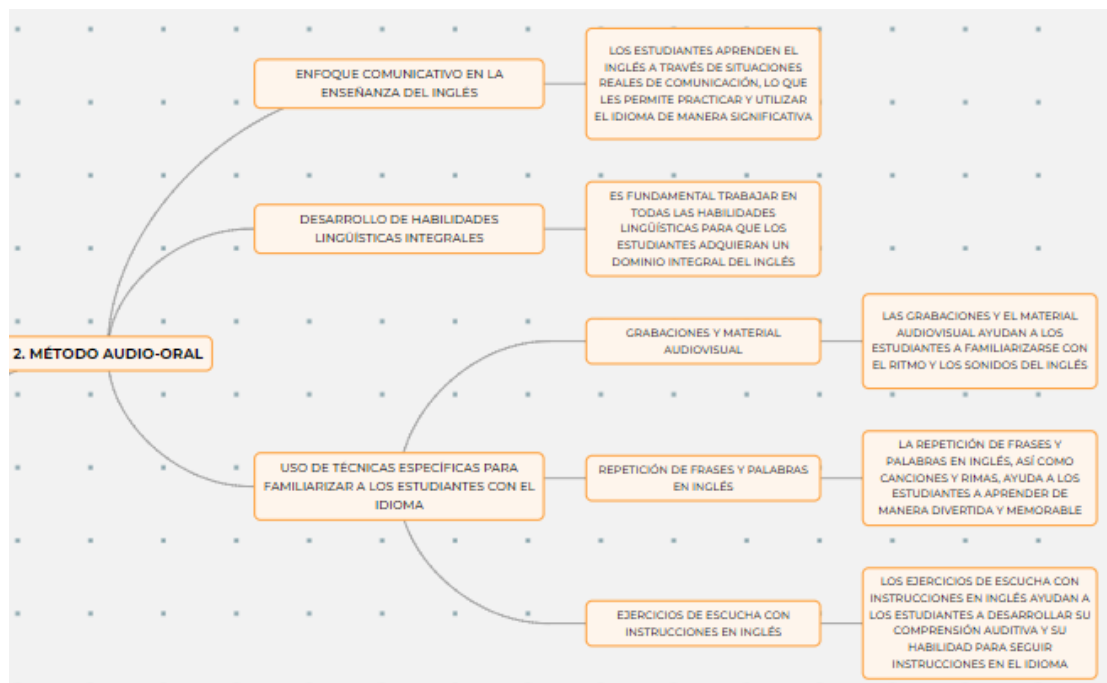 2. MÉTODO AUDIO-ORAL
ENFOQUE COMUNICATIVO EN LA
ENSEÑANZA DEL INGLÉS
LOS ESTUDIANTES APRENDEN EL
INGLÉS A TRAVÉS DE SITUACIONES
REALES DE COMUNICACIÓN, LO QUE
LES PERMITE PRACTICAR Y UTILIZAR
EL IDIOMA DE MANERA SIGNIFICATIVA
DESARROLLO DE HABILIDADES
LINGÜÍSTICAS INTEGRALES
ES FUNDAMENTAL TRABAJAR EN
TODAS LAS HABILIDADES
LINGÜÍSTICAS PARA QUE LOS
ESTUDIANTES ADQUIERAN UN
DOMINIO INTEGRAL DEL INGLÉS
USO DE TÉCNICAS ESPECÍFICAS PARA
FAMILIARIZAR A LOS ESTUDIANTES CON EL
IDIOMA
GRABACIONES Y MATERIAL
AUDIOVISUAL
LAS GRABACIONES Y EL MATERIAL
AUDIOVISUAL AYUDAN A LOS
ESTUDIANTES A FAMILIARIZARSE CON
EL RITMO Y LOS SONIDOS DEL INGLÉS
REPETICIÓN DE FRASES Y PALABRAS
EN INGLÉS
LA REPETICIÓN DE FRASES Y
PALABRAS EN INGLÉS, ASÍ COMO
CANCIONES Y RIMAS, AYUDA A LOS
ESTUDIANTES A APRENDER DE
MANERA DIVERTIDA Y MEMORABLE
EJERCICIOS DE ESCUCHA CON
INSTRUCCIONES EN INGLÉS
LOS EJERCICIOS DE ESCUCHA CON
INSTRUCCIONES EN INGLÉS AYUDAN A
LOS ESTUDIANTES A DESARROLLAR SU
COMPRENSIÓN AUDITIVA Y SU
HABILIDAD PARA SEGUIR
INSTRUCCIONES EN EL IDIOMA